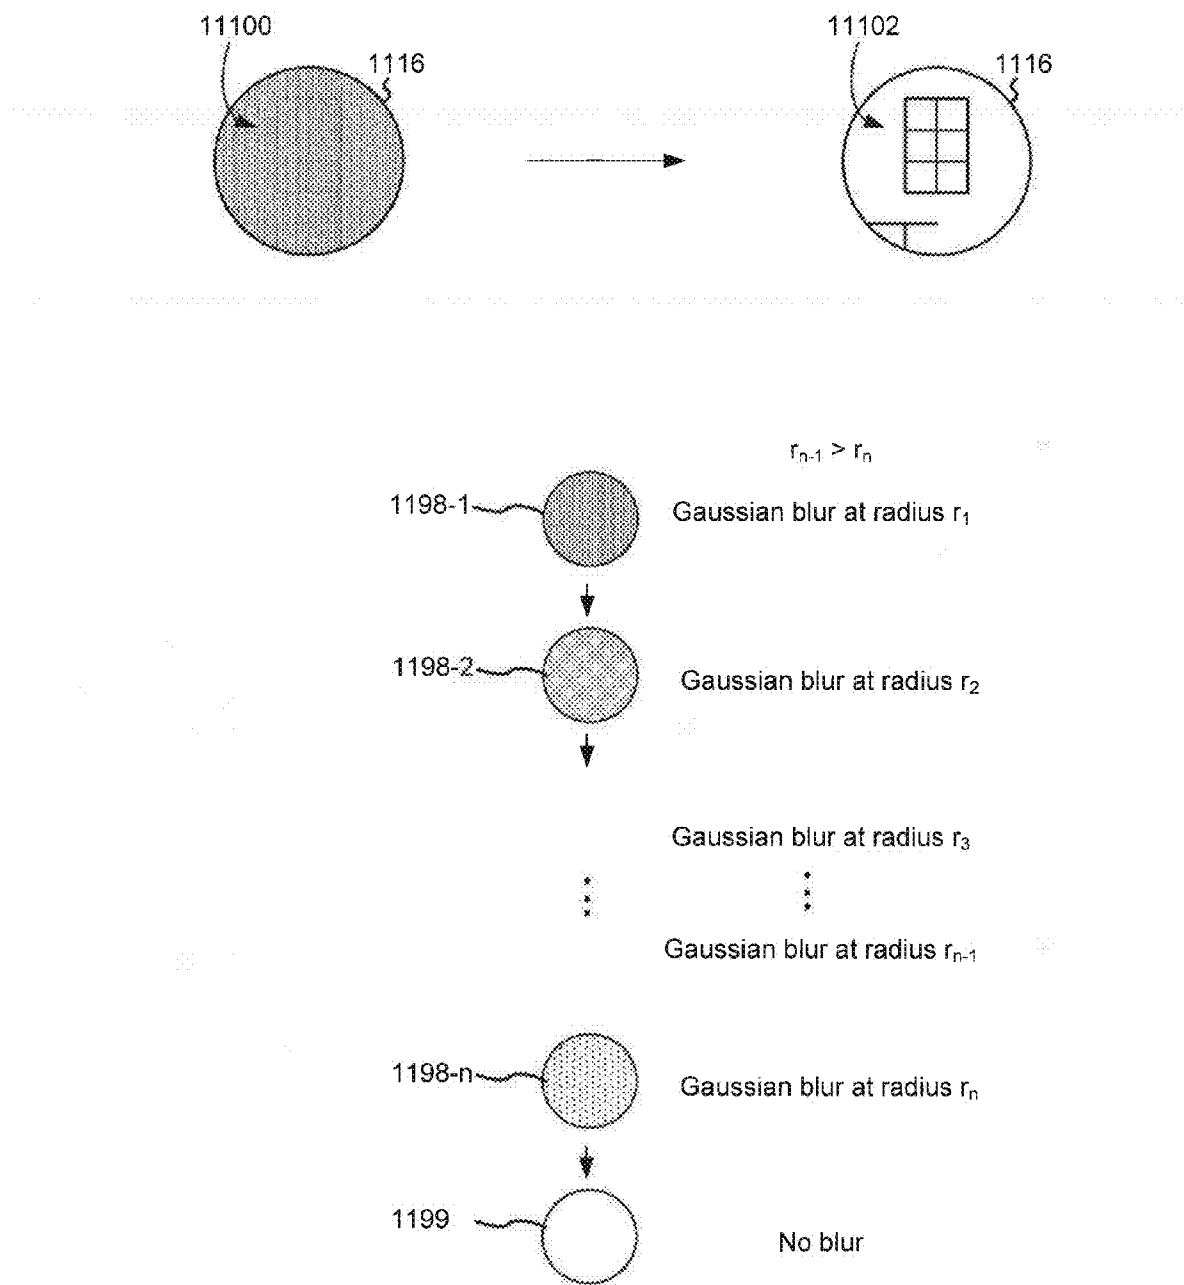 11100
1116
11102
1116
rn-1 > rn
1198-1
Gaussian blur at radius r1
1198-2
Gaussian blur at radius r2
Gaussian blur at radius r3
Gaussian blur at radius rn-1
1198-n
Gaussian blur at radius rn
1199
No blur